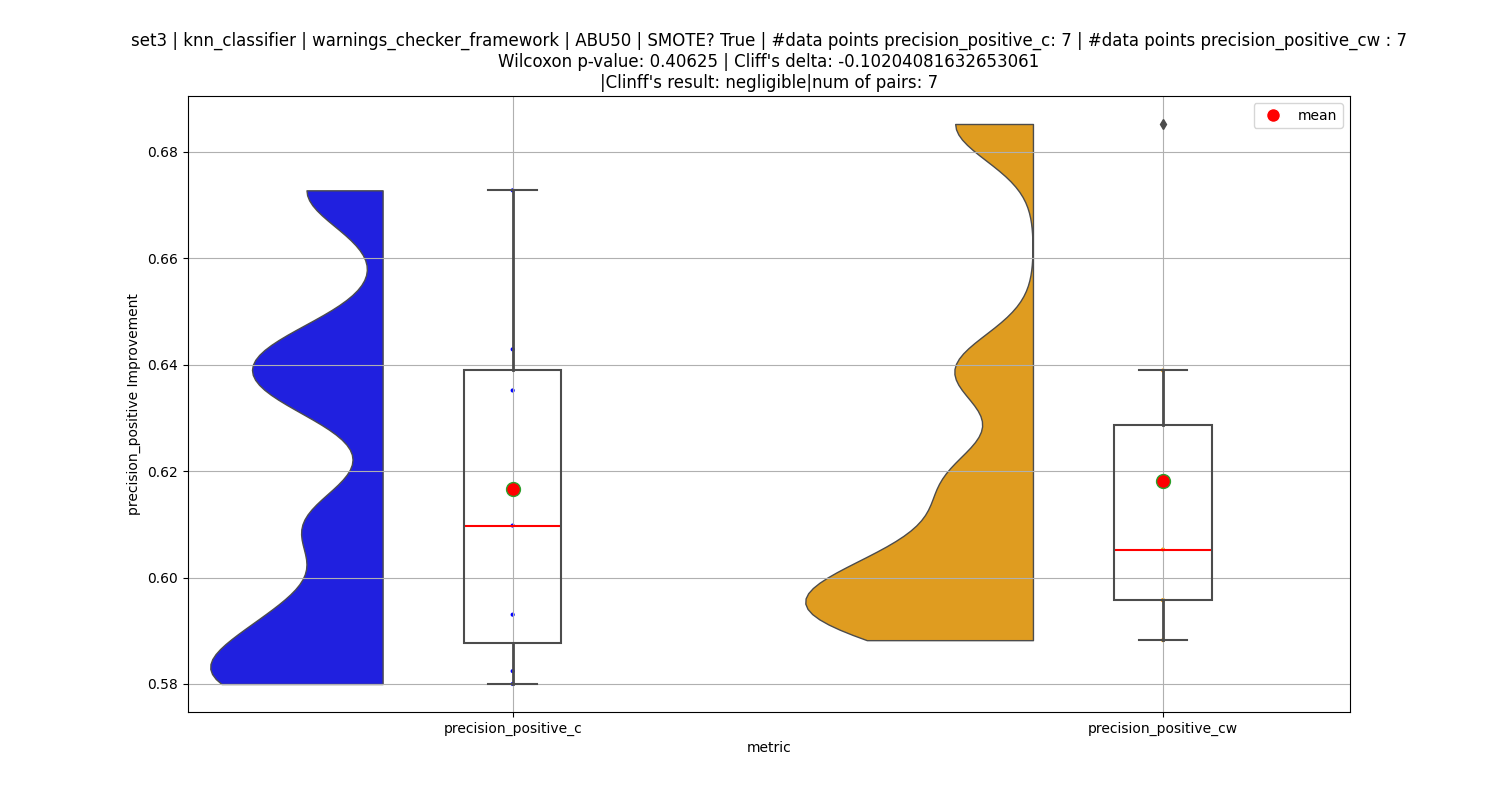 set3 | knn_classifier | warnings_checker_framework | ABU50 | SMOTE? True | #data points precision_positive_c: 7 | #data points precision_positive_cw : 7
Wilcoxon p-value: 0.40625 | Cliff's delta: -0.10204081632653061
|Clinff's result: negligible|num of pairs: 7
mean
0.68
0.66
0.64
0.62
0.60
0.58
precision_positive Improvement
precision_positive_c
precision_positive_cw
metric